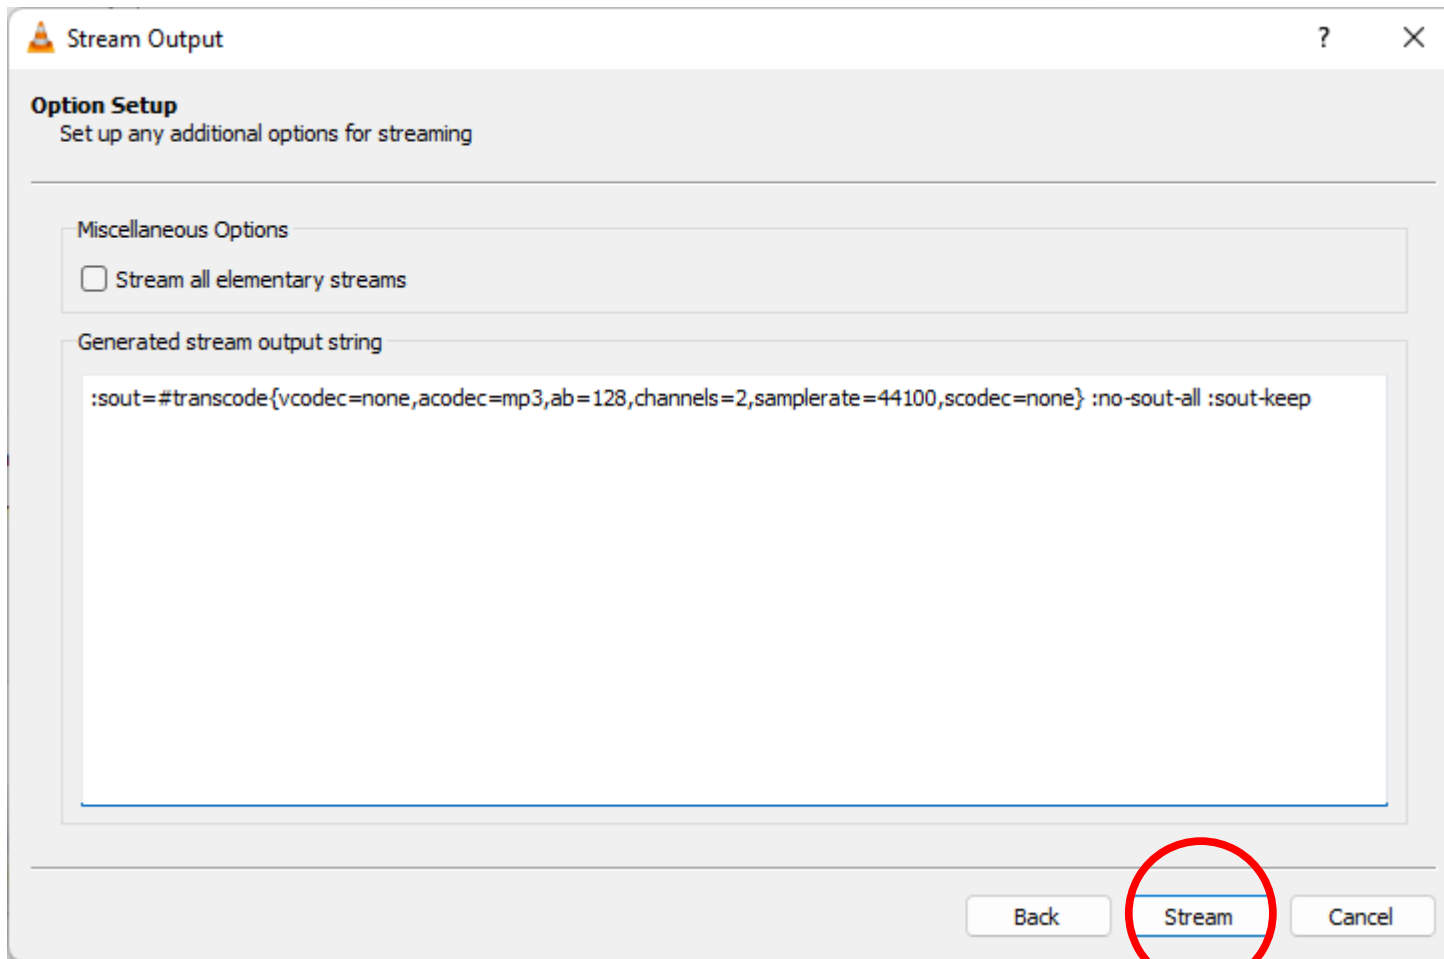 Stream Output
?
Option Setup
Set up any additional options for streaming
Miscellaneous Options
Stream all elementary streams
Generated stream output string
:sout=#transcode{vcodec=none,acodec=mp3,ab=128,channels=2,samplerate=44100,scodec=none} :no-sout-all :sout-keep
Back Stream Cancel